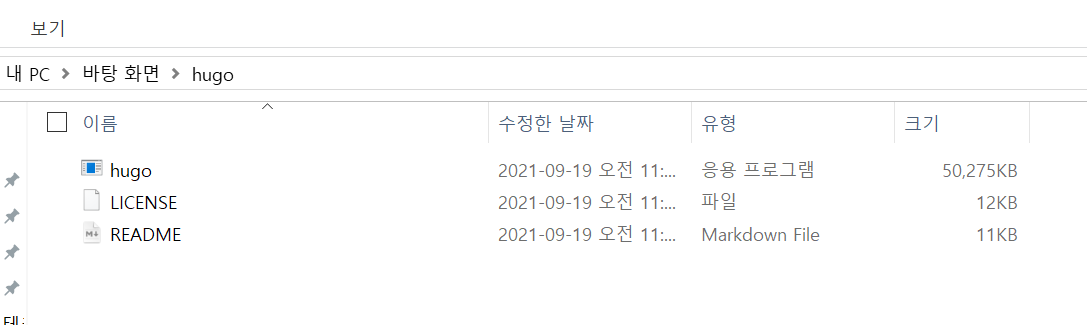 보기
내 PC > 바탕 화면 > hugo
이름 수정한 날짜 유형 크기
hugo 2021-09-19 오전 11:... 응용 프로그램 50,275KB
LICENSE 2021-09-19 오전 11:... 파일 12KB
README 2021-09-19 오전 11:... Markdown File 11KB